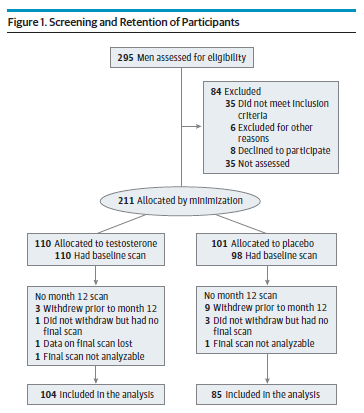 Figure 1. Screening and Retention of Participants
295 Men assessed for eligibility
84 Excluded
35 Did not meet inclusion
criteria
6 Excluded for other
reasons
8 Declined to participate
35 Not assessed
211 Allocated by minimization
110 Allocated to testosterone
110 Had baseline scan
101 Allocated to placebo
98 Had baseline scan
No month 12 scan
3 Withdrew prior to month 12
1 Did not withdraw but had no
final scan
1 Data on final scan lost
1 Final scan not analyzable
No month 12 scan
9 Withdrew prior to month 12
3 Did not withdraw but had no
final scan
1 Final scan not analyzable
104 Included in the analysis
85 Included in the analysis